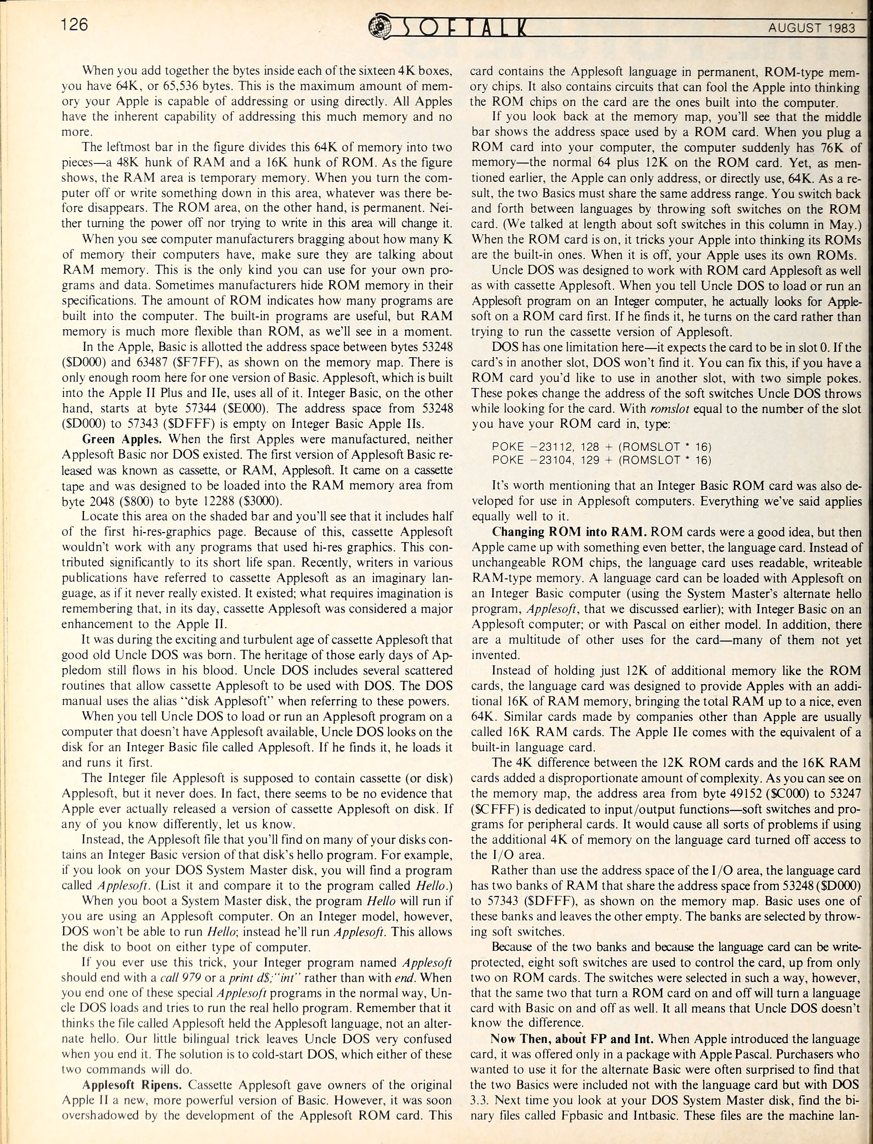 126
SOFTALK
AUGUST 1983
When you add together the bytes inside each of the sixteen 4K boxes,
you have 64K, or 65,536 bytes. This is the maximum amount of mem-
ory your Apple is capable of addressing or using directly. All Apples
have the inherent capability of addressing this much memory and no
more.
The leftmost bar in the figure divides this 64K of memory into two
pieces—a 48K hunk of RAM and a 16K hunk of ROM. As the figure
shows, the RAM area is temporary memory. When you turn the com-
puter off or write something down in this area, whatever was there be-
fore disappears. The ROM area, on the other hand, is permanent. Nei-
ther turning the power off nor trying to write in this area will change it.
When you see computer manufacturers bragging about how many K
of memory their computers have, make sure they are talking about
RAM memory. This is the only kind you can use for your own pro-
grams and data. Sometimes manufacturers hide ROM memory in their
specifications. The amount of ROM indicates how many programs are
built into the computer. The built-in programs are useful, but RAM
memory is much more flexible than ROM, as we'll see in a moment.
In the Apple, Basic is allotted the address space between bytes 53248
($D000) and 63487 ($F7FF), as shown on the memory map. There is
only enough room here for one version of Basic. Applesoft, which is built
into the Apple II Plus and IIe, uses all of it. Integer Basic, on the other
hand, starts at byte 57344 ($E000). The address space from 53248
($D000) to 57343 ($DFFF) is empty on Integer Basic Apple IIs.
Green Apples. When the first Apples were manufactured, neither
Applesoft Basic nor DOS existed. The first version of Applesoft Basic re-
leased was known as cassette, or RAM, Applesoft. It came on a cassette
tape and was designed to be loaded into the RAM memory area from
byte 2048 ($800) to byte 12288 ($3000).
Locate this area on the shaded bar and you'll see that it includes half
of the first hi-res-graphics page. Because of this, cassette Applesoft
wouldn't work with any programs that used hi-res graphics. This con-
tributed significantly to its short life span. Recently, writers in various
publications have referred to cassette Applesoft as an imaginary lan-
guage, as if it never really existed. It existed; what requires imagination is
remembering that, in its day, cassette Applesoft was considered a major
enhancement to the Apple II.
It was during the exciting and turbulent age of cassette Applesoft that
good old Uncle DOS was born. The heritage of those early days of Ap-
pledom still flows in his blood. Uncle DOS includes several scattered
routines that allow cassette Applesoft to be used with DOS. The DOS
manual uses the alias "disk Applesoft" when referring to these powers.
When you tell Uncle DOS to load or run an Applesoft program on a
computer that doesn't have Applesoft available, Uncle DOS looks on the
disk for an Integer Basic file called Applesoft. If he finds it, he loads it
and runs it first.
The Integer file Applesoft is supposed to contain cassette (or disk)
Applesoft, but it never does. In fact, there seems to be no evidence that
Apple ever actually released a version of cassette Applesoft on disk. If
any of you know differently, let us know.
Instead, the Applesoft file that you'll find on many of your disks con-
tains an Integer Basic version of that disk's hello program. For example,
if you look on your DOS System Master disk, you will find a program
called Applesoft. (List it and compare it to the program called Hello.)
When you boot a System Master disk, the program Hello will run if
you are using an Applesoft computer. On an Integer model, however,
DOS won't be able to run Hello; instead he'll run Applesoft. This allows
the disk to boot on either type of computer.
If you ever use this trick, your Integer program named Applesoft
should end with a call 979 or a print d$;"int" rather than with end. When
you end one of these special Applesoft programs in the normal way, Un-
cle DOS loads and tries to run the real hello program. Remember that it
thinks the file called Applesoft held the Applesoft language, not an alter-
nate hello. Our little bilingual trick leaves Uncle DOS very confused
when you end it. The solution is to cold-start DOS, which either of these
two commands will do.
Applesoft Ripens. Cassette Applesoft gave owners of the original
Apple II a new, more powerful version of Basic. However, it was soon
overshadowed by the development of the Applesoft ROM card. This
card contains the Applesoft language in permanent, ROM-type mem-
ory chips. It also contains circuits that can fool the Apple into thinking
the ROM chips on the card are the ones built into the computer.
If you look back at the memory map, you'll see that the middle
bar shows the address space used by a ROM card. When you plug a
ROM card into your computer, the computer suddenly has 76K of
memory—the normal 64 plus 12K on the ROM card. Yet, as men-
tioned earlier, the Apple can only address, or directly use, 64K. As a re-
sult, the two Basics must share the same address range. You switch back
and forth between languages by throwing soft switches on the ROM
card. (We talked at length about soft switches in this column in May.)
When the ROM card is on, it tricks your Apple into thinking its ROMs
are the built-in ones. When it is off, your Apple uses its own ROMs.
Uncle DOS was designed to work with ROM card Applesoft as well
as with cassette Applesoft. When you tell Uncle DOS to load or run an
Applesoft program on an Integer computer, he actually looks for Apple-
soft on a ROM card first. If he finds it, he turns on the card rather than
trying to run the cassette version of Applesoft.
DOS has one limitation here—it expects the card to be in slot 0. If the
card's in another slot, DOS won't find it. You can fix this, if you have a
ROM card you'd like to use in another slot, with two simple pokes.
These pokes change the address of the soft switches Uncle DOS throws
while looking for the card. With romslot equal to the number of the slot
you have your ROM card in, type:
POKE −23112, 128 + (ROMSLOT * 16)
POKE −23104, 129 + (ROMSLOT * 16)
It's worth mentioning that an Integer Basic ROM card was also de-
veloped for use in Applesoft computers. Everything we've said applies
equally well to it.
Changing ROM into RAM. ROM cards were a good idea, but then
Apple came up with something even better, the language card. Instead of
unchangeable ROM chips, the language card uses readable, writeable
RAM-type memory. A language card can be loaded with Applesoft on
an Integer Basic computer (using the System Master's alternate hello
program, Applesoft, that we discussed earlier); with Integer Basic on an
Applesoft computer; or with Pascal on either model. In addition, there
are a multitude of other uses for the card—many of them not yet
invented.
Instead of holding just 12K of additional memory like the ROM
cards, the language card was designed to provide Apples with an addi-
tional 16K of RAM memory, bringing the total RAM up to a nice, even
64K. Similar cards made by companies other than Apple are usually
called 16K RAM cards. The Apple IIe comes with the equivalent of a
built-in language card.
The 4K difference between the 12K ROM cards and the 16K RAM
cards added a disproportionate amount of complexity. As you can see on
the memory map, the address area from byte 49152 ($C000) to 53247
($CFFF) is dedicated to input/output functions—soft switches and pro-
grams for peripheral cards. It would cause all sorts of problems if using
the additional 4K of memory on the language card turned off access to
the I/O area.
Rather than use the address space of the I/O area, the language card
has two banks of RAM that share the address space from 53248 ($D000)
to 57343 ($DFFF), as shown on the memory map. Basic uses one of
these banks and leaves the other empty. The banks are selected by throw-
ing soft switches.
Because of the two banks and because the language card can be write-
protected, eight soft switches are used to control the card, up from only
two on ROM cards. The switches were selected in such a way, however,
that the same two that turn a ROM card on and off will turn a language
card with Basic on and off as well. It all means that Uncle DOS doesn't
know the difference.
Now Then, about FP and Int. When Apple introduced the language
card, it was offered only in a package with Apple Pascal. Purchasers who
wanted to use it for the alternate Basic were often surprised to find that
the two Basics were included not with the language card but with DOS
3.3. Next time you look at your DOS System Master disk, find the bi-
nary files called Fpbasic and Intbasic. These files are the machine lan-